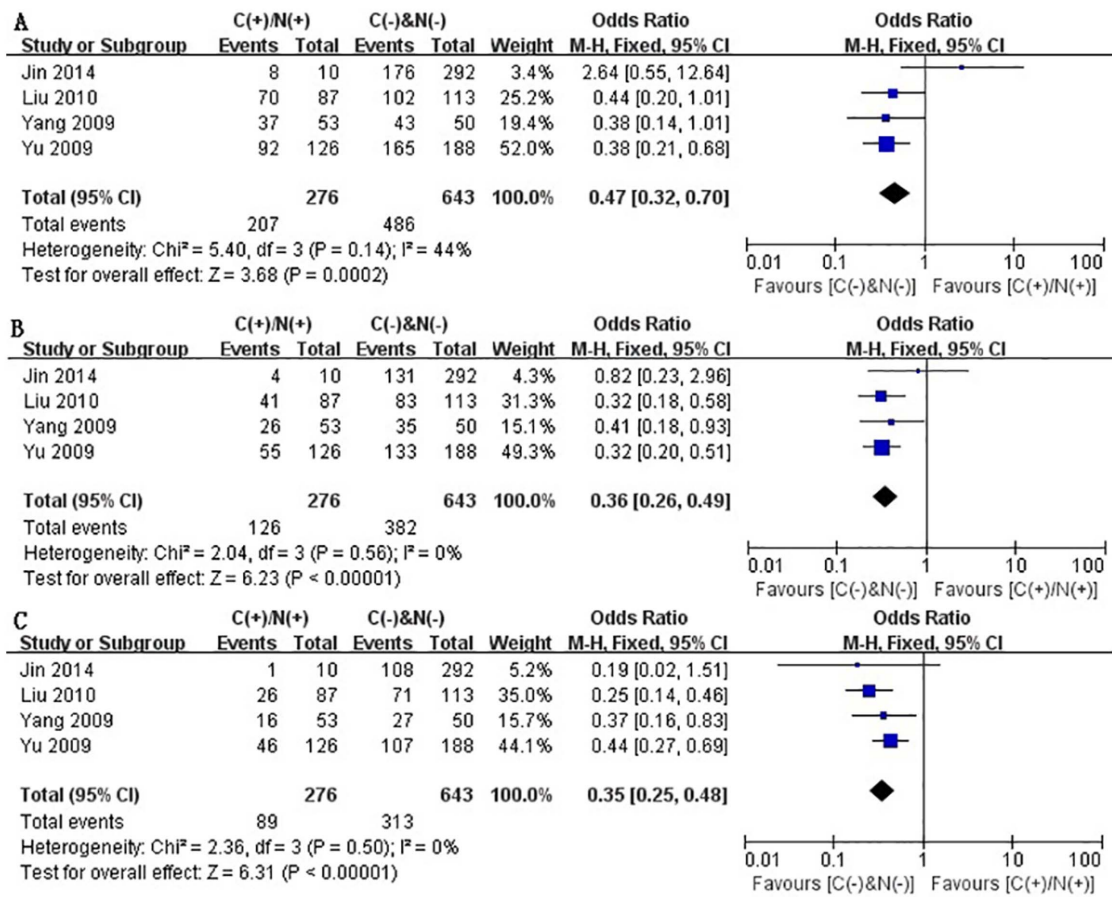 A C(+)/N(+) C(-)&N(-) Odds Ratio Odds Ratio
Study or Subgroup Events Total Events Total Weight M-H, Fixed, 95% CI M-H, Fixed, 95% CI
Jin 2014 8 10 176 292 3.4% 2.64 [0.55, 12.64]
Liu 2010 70 87 102 113 25.2% 0.44 [0.20, 1.01]
Yang 2009 37 53 43 50 19.4% 0.38 [0.14, 1.01]
Yu 2009 92 126 165 188 52.0% 0.38 [0.21, 0.68]
Total (95% CI) 276 643 100.0% 0.47 [0.32, 0.70]
Total events 207 486
Heterogeneity: Chi² = 5.40, df = 3 (P = 0.14); I² = 44%
Test for overall effect: Z = 3.68 (P = 0.0002)
0.01 0.1 1 10 100
Favours [C(-)&N(-)] Favours [C(+)/N(+)]
B C(+)/N(+) C(-)&N(-) Odds Ratio Odds Ratio
Study or Subgroup Events Total Events Total Weight M-H, Fixed, 95% CI M-H, Fixed, 95% CI
Jin 2014 4 10 131 292 4.3% 0.82 [0.23, 2.96]
Liu 2010 41 87 83 113 31.3% 0.32 [0.18, 0.58]
Yang 2009 26 53 35 50 15.1% 0.41 [0.18, 0.93]
Yu 2009 55 126 133 188 49.3% 0.32 [0.20, 0.51]
Total (95% CI) 276 643 100.0% 0.36 [0.26, 0.49]
Total events 126 382
Heterogeneity: Chi² = 2.04, df = 3 (P = 0.56); I² = 0%
Test for overall effect: Z = 6.23 (P < 0.00001)
0.01 0.1 1 10 100
Favours [C(-)&N(-)] Favours [C(+)/N(+)]
C C(+)/N(+) C(-)&N(-) Odds Ratio Odds Ratio
Study or Subgroup Events Total Events Total Weight M-H, Fixed, 95% CI M-H, Fixed, 95% CI
Jin 2014 1 10 108 292 5.2% 0.19 [0.02, 1.51]
Liu 2010 26 87 71 113 35.0% 0.25 [0.14, 0.46]
Yang 2009 16 53 27 50 15.7% 0.37 [0.16, 0.83]
Yu 2009 46 126 107 188 44.1% 0.44 [0.27, 0.69]
Total (95% CI) 276 643 100.0% 0.35 [0.25, 0.48]
Total events 89 313
Heterogeneity: Chi² = 2.36, df = 3 (P = 0.50); I² = 0%
Test for overall effect: Z = 6.31 (P < 0.00001)
0.01 0.1 1 10 100
Favours [C(-)&N(-)] Favours [C(+)/N(+)]